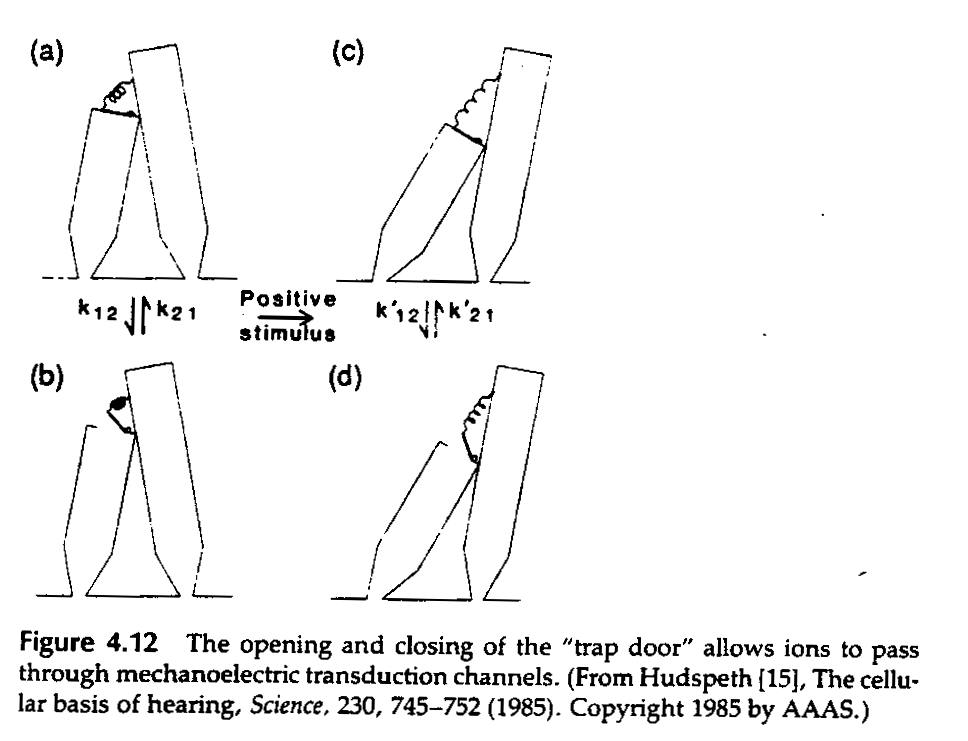 (a)
(c)
k12 k21
Positive
stimulus
k'12 k'21
(b)
(d)
Figure 4.12 The opening and closing of the "trap door" allows ions to pass
through mechanoelectric transduction channels. (From Hudspeth [15], The cellu-
lar basis of hearing, Science, 230, 745–752 (1985). Copyright 1985 by AAAS.)